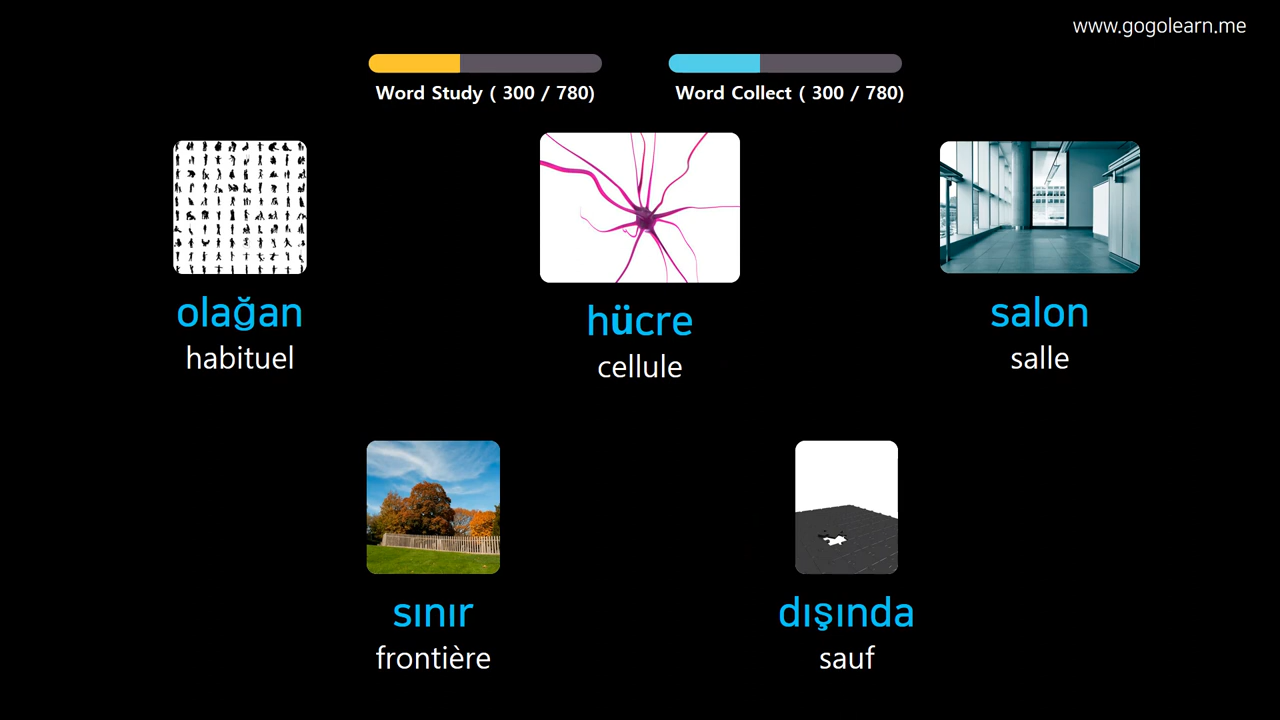 www.gogolearn.me
Word Study ( 300 / 780)
Word Collect ( 300 / 780)
olağan
habituel
hücre
cellule
salon
salle
sınır
frontière
dışında
sauf